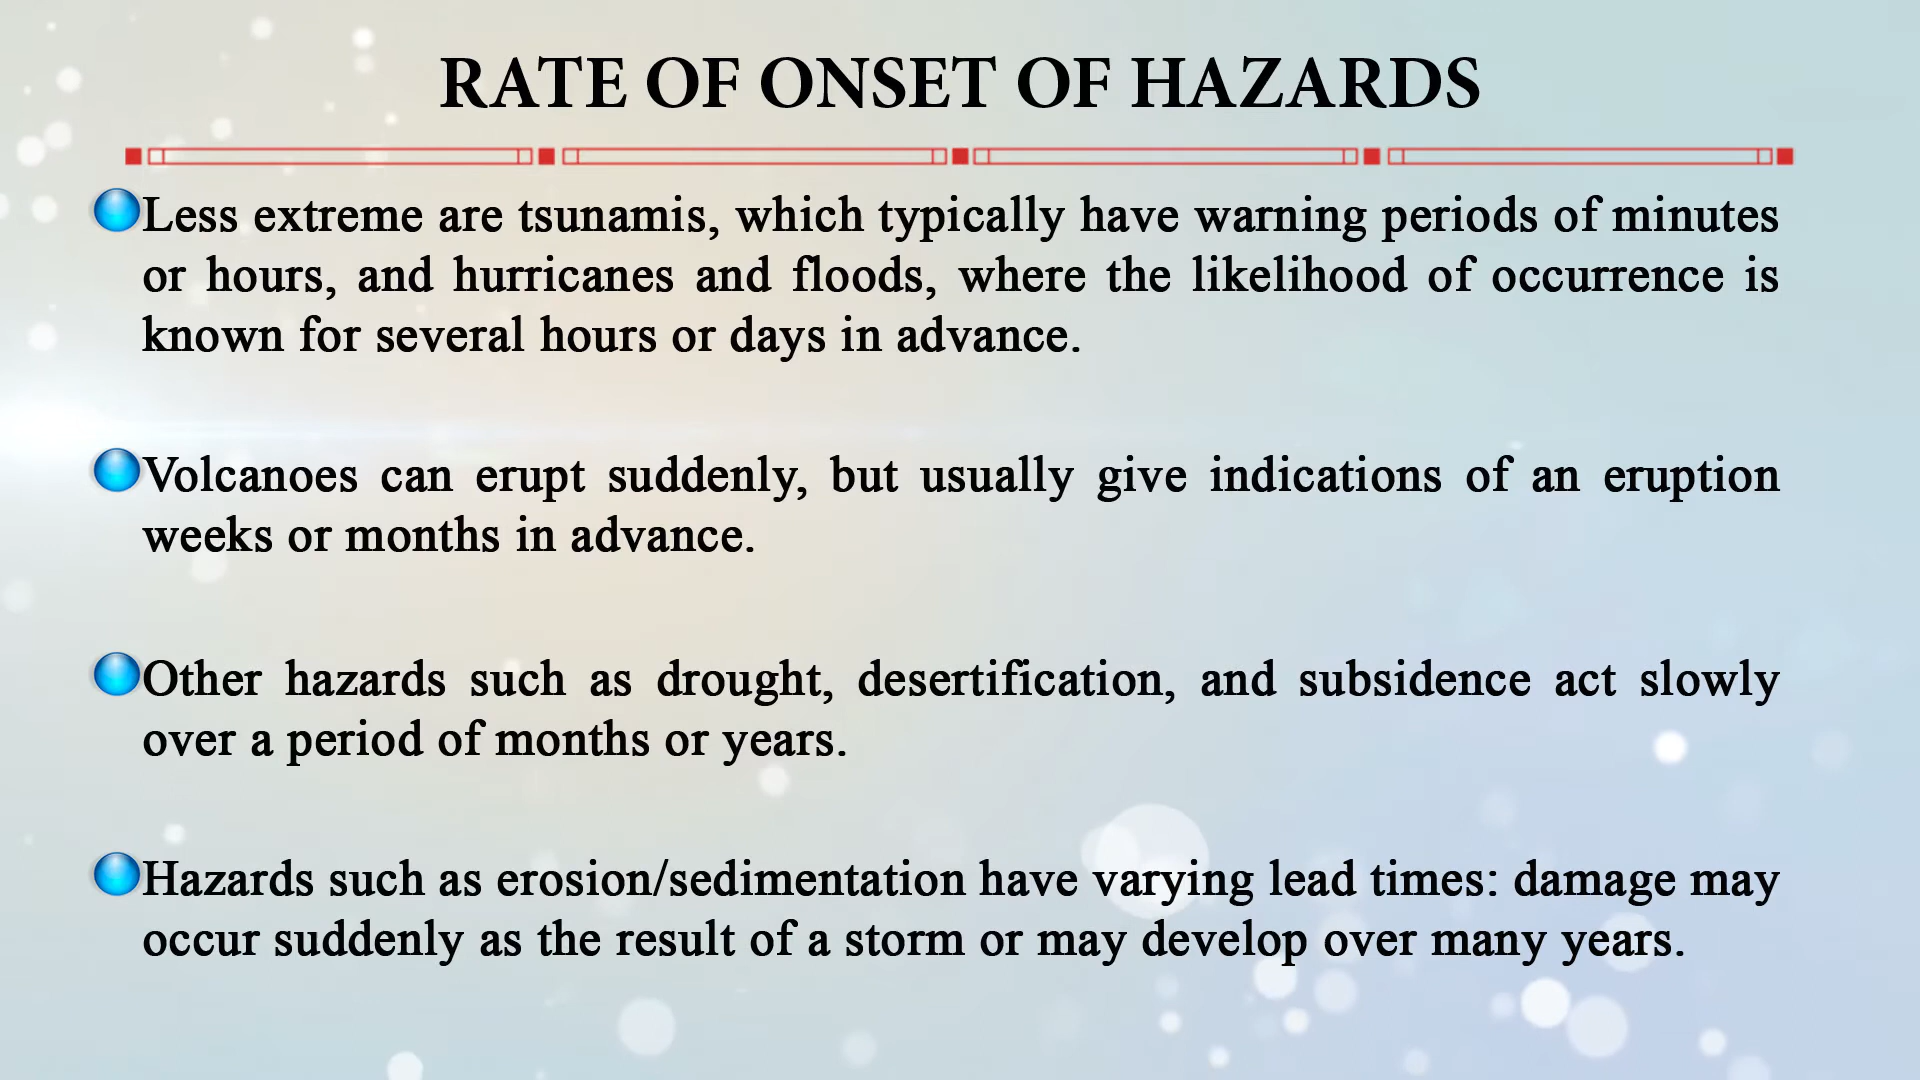 RATE OF ONSET OF HAZARDS
Less extreme are tsunamis, which typically have warning periods of minutes
or hours, and hurricanes and floods, where the likelihood of occurrence is
known for several hours or days in advance.
Volcanoes can erupt suddenly, but usually give indications of an eruption
weeks or months in advance.
Other hazards such as drought, desertification, and subsidence act slowly
over a period of months or years.
Hazards such as erosion/sedimentation have varying lead times: damage may
occur suddenly as the result of a storm or may develop over many years.